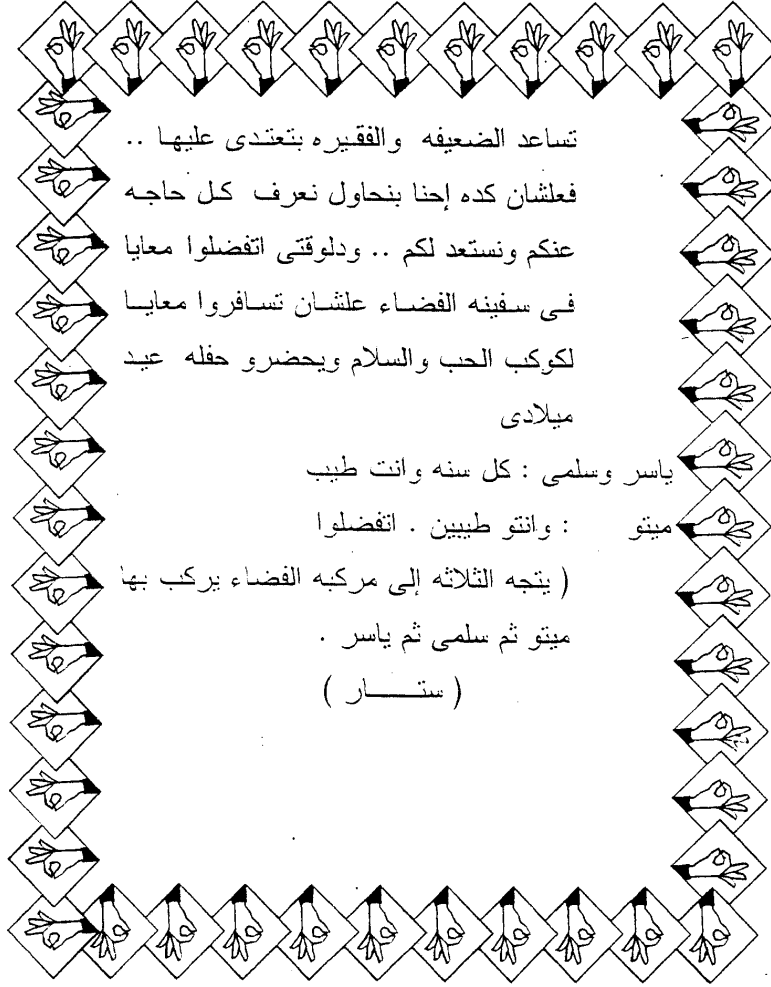 تساعد الضعيفه والفقيره بتعتدى عليها ..
فعلشان كده إحنا بنحاول نعرف كل حاجه
عنكم ونستعد لكم .. ودلوقتى اتفضلوا معايا
فى سفينه الفضاء علشان تسافروا معايا
لكوكب الحب والسلام ويحضرو حفله عيد
ميلادى
ياسر وسلمى : كل سنه وانت طيب
ميتو : وانتو طيبين . اتفضلوا
( يتجه الثلاثه إلى مركبه الفضاء يركب بها
ميتو ثم سلمى ثم ياسر .
( ستار )